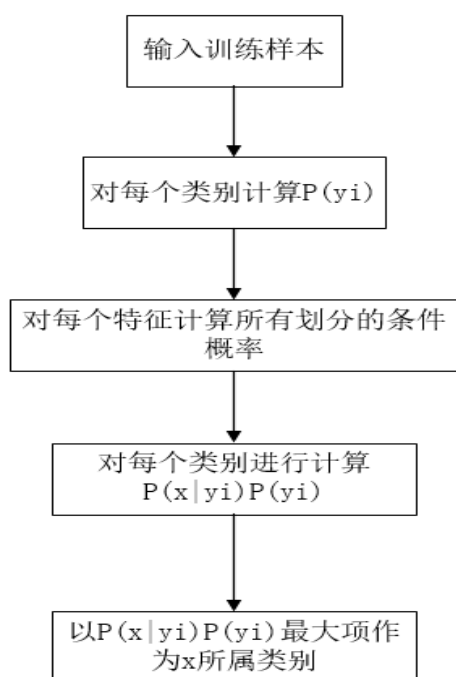 输入训练样本
对每个类别计算P(yi)
对每个特征计算所有划分的条件
概率
对每个类别进行计算
P(x|yi)P(yi)
以P(x|yi)P(yi)最大项作
为x所属类别